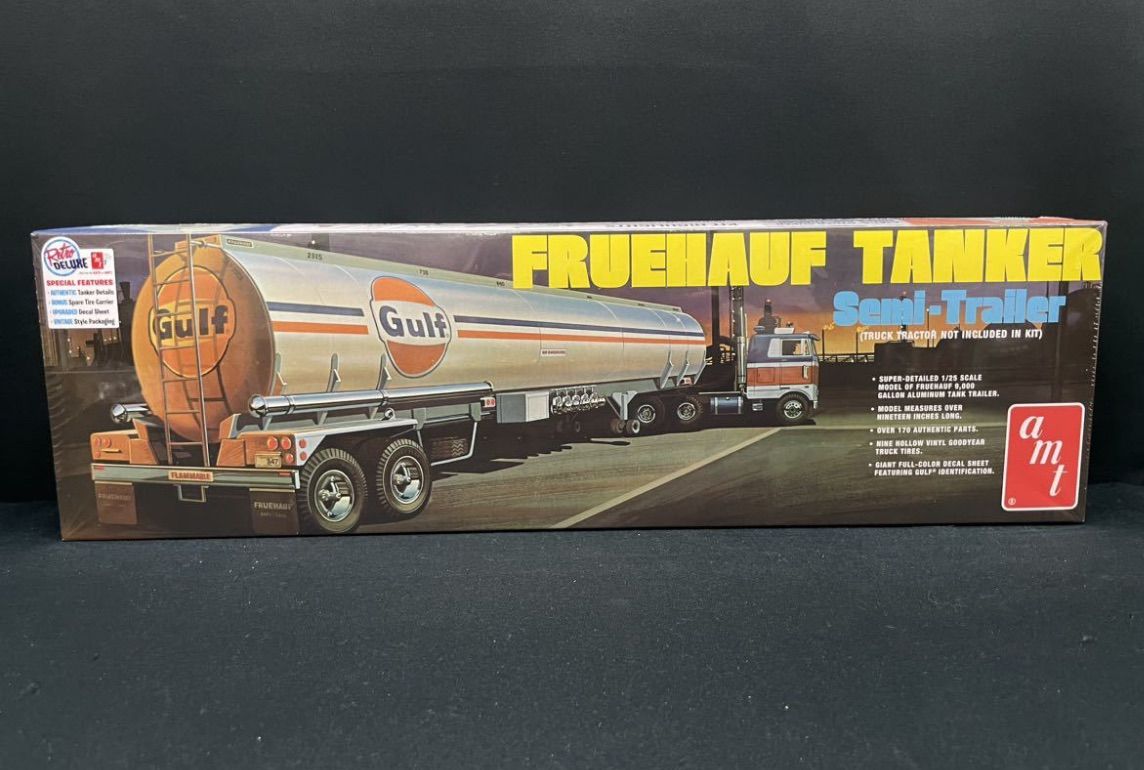 Retro
DELUXE
SPECIAL FEATURES
• AUTHENTIC Tanker Details
• BONUS Spare Tire Carrier
• UPGRADED Decal Sheet
• VINTAGE Style Packaging
FRUEHAUF TANKER
Semi-Trailer
(TRUCK TRACTOR NOT INCLUDED IN KIT)
• SUPER-DETAILED 1/25 SCALE
MODEL OF FRUEHAUF 9,000
GALLON ALUMINUM TANK TRAILER.
• MODEL MEASURES OVER
NINETEEN INCHES LONG.
• OVER 170 AUTHENTIC PARTS.
• NINE HOLLOW VINYL GOODYEAR
TRUCK TIRES.
• GIANT FULL-COLOR DECAL SHEET
FEATURING GULF® IDENTIFICATION.
amt
®
Gulf
Gulf
2315
FLAMMABLE
347
FRUEHAUF
FRUEHAUF